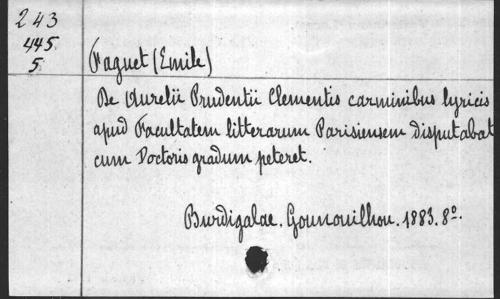 243
445.
5.
Faguet (Emile)
De Aurelii Prudentii Clementis carminibus lyricis
apud Facultatem litterarum Parisiensem disputabat
cum Doctoris gradum peteret.
Burdigalae. Gounouilhou. 1883. 8º.